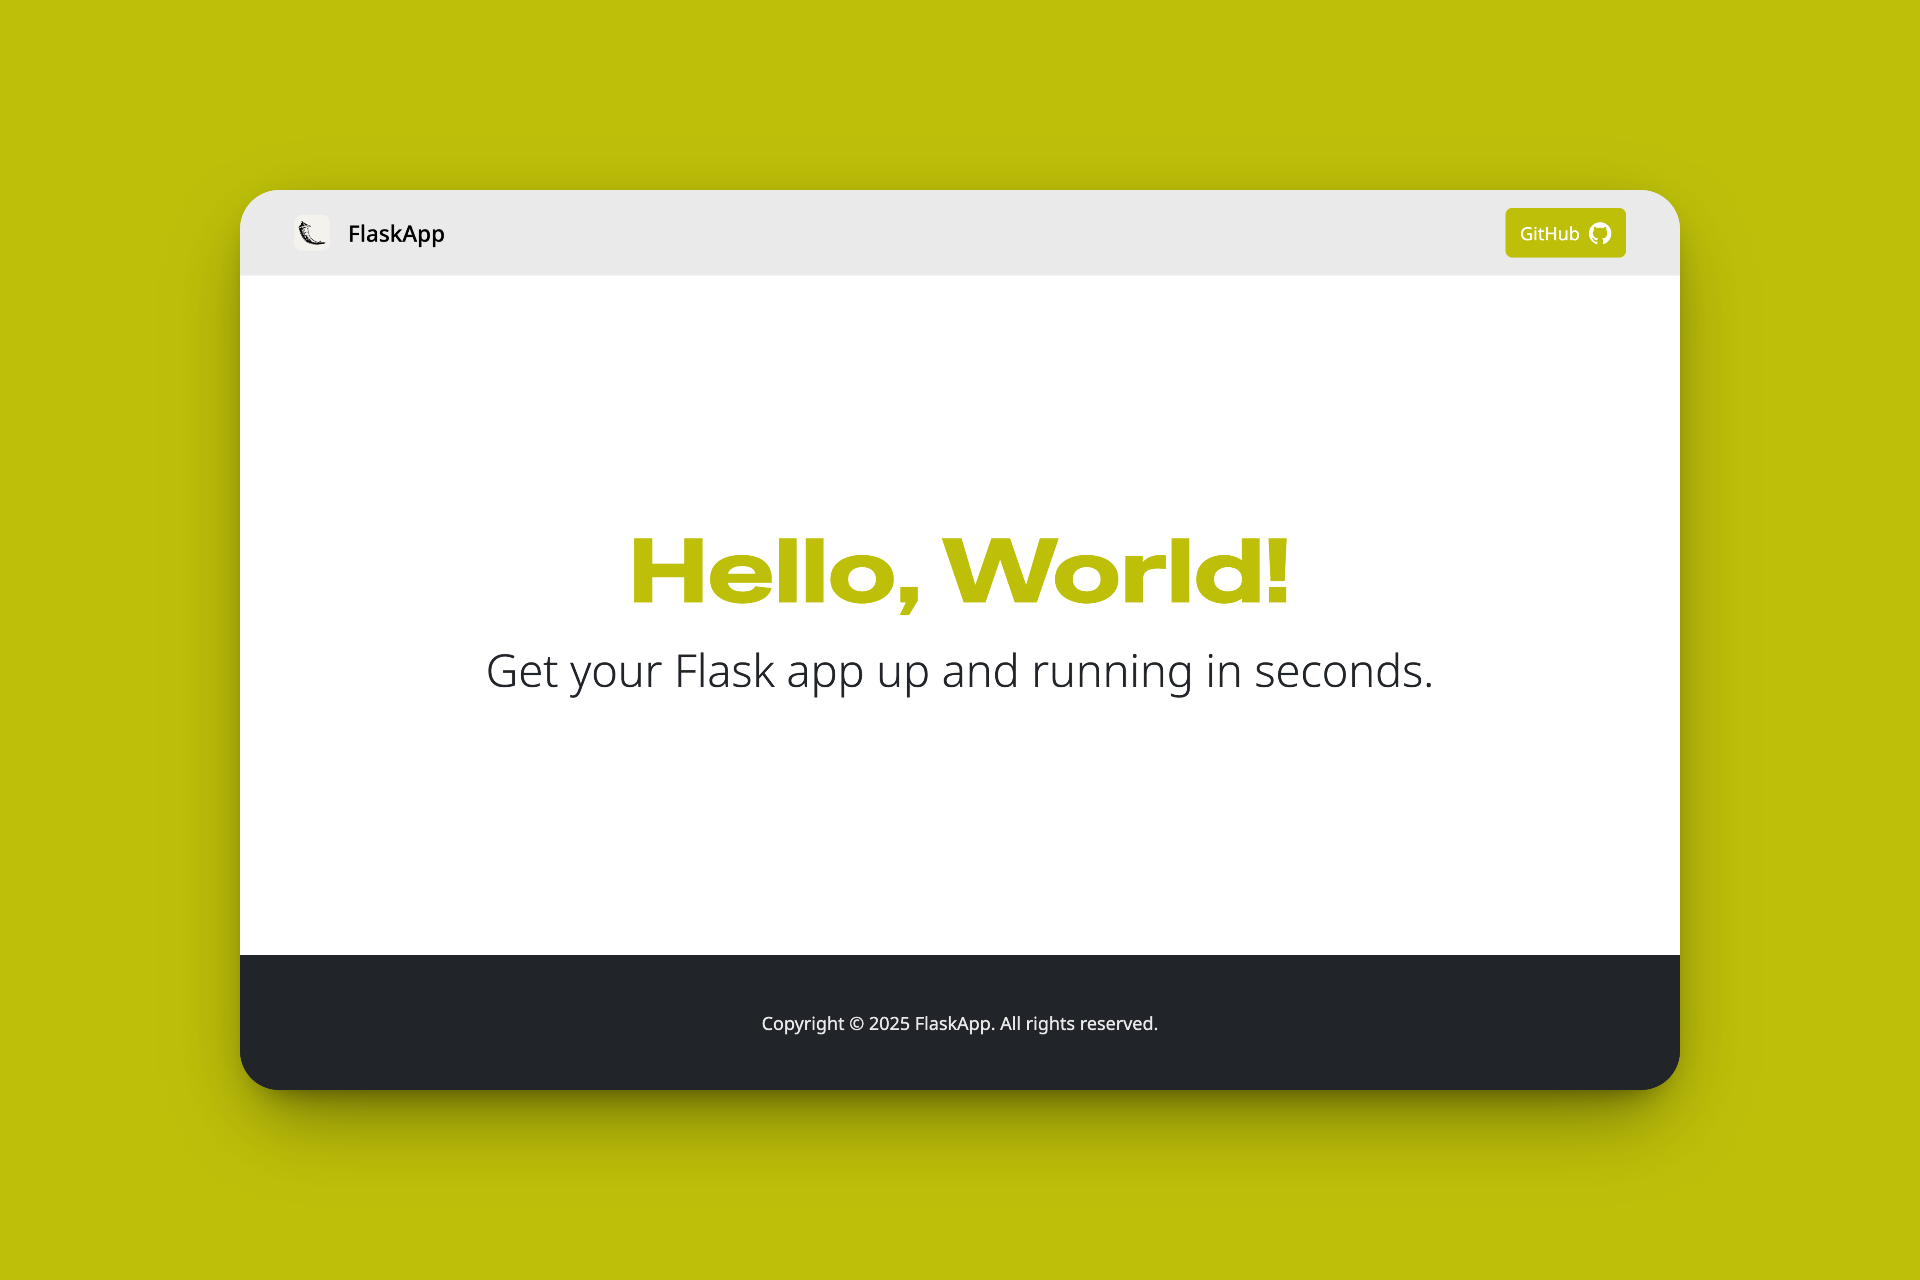 FlaskApp
GitHub
Hello, World!
Get your Flask app up and running in seconds.
Copyright © 2025 FlaskApp. All rights reserved.